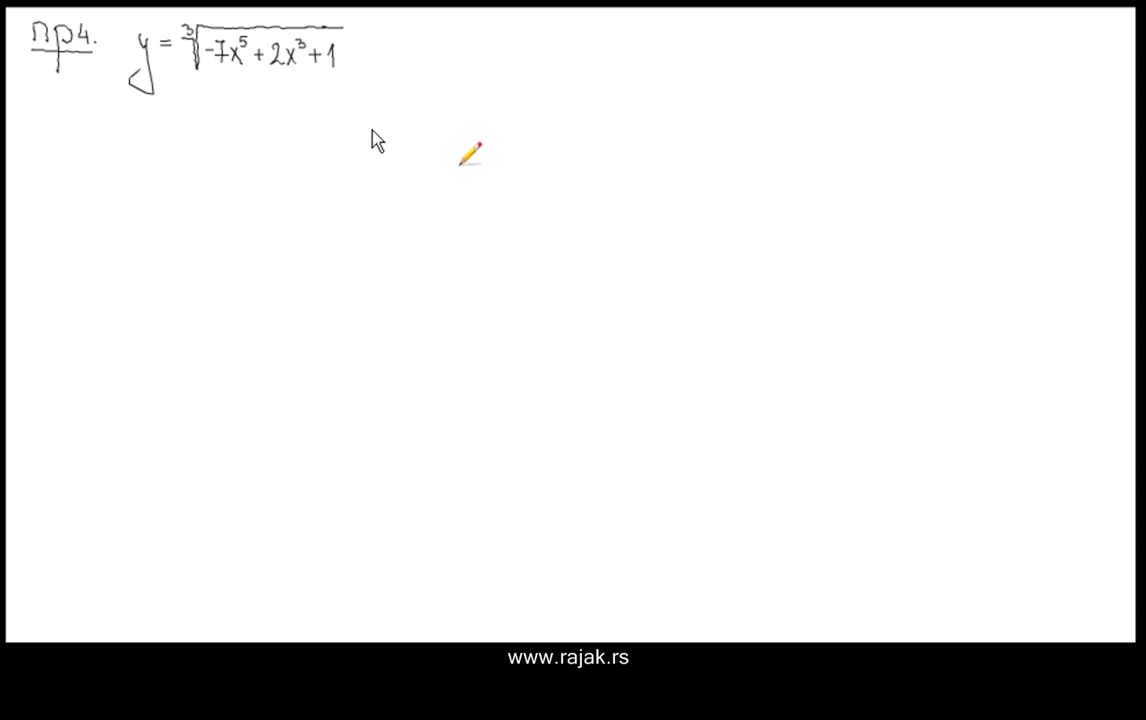 пр4. y = ∛(-7x⁵ + 2x³ + 1)
www.rajak.rs